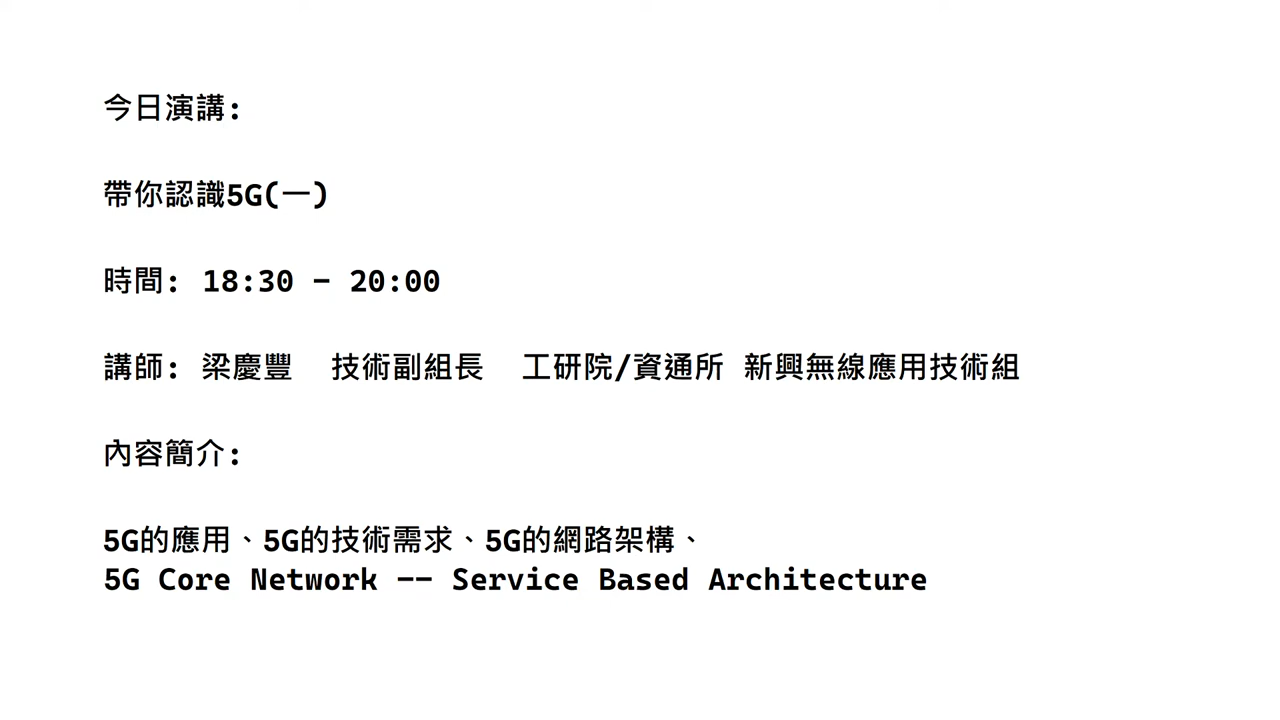 今日演講:
帶你認識5G(一)
時間: 18:30 - 20:00
講師: 梁慶豐 技術副組長 工研院/資通所 新興無線應用技術組
內容簡介:
5G的應用、5G的技術需求、5G的網路架構、
5G Core Network -- Service Based Architecture